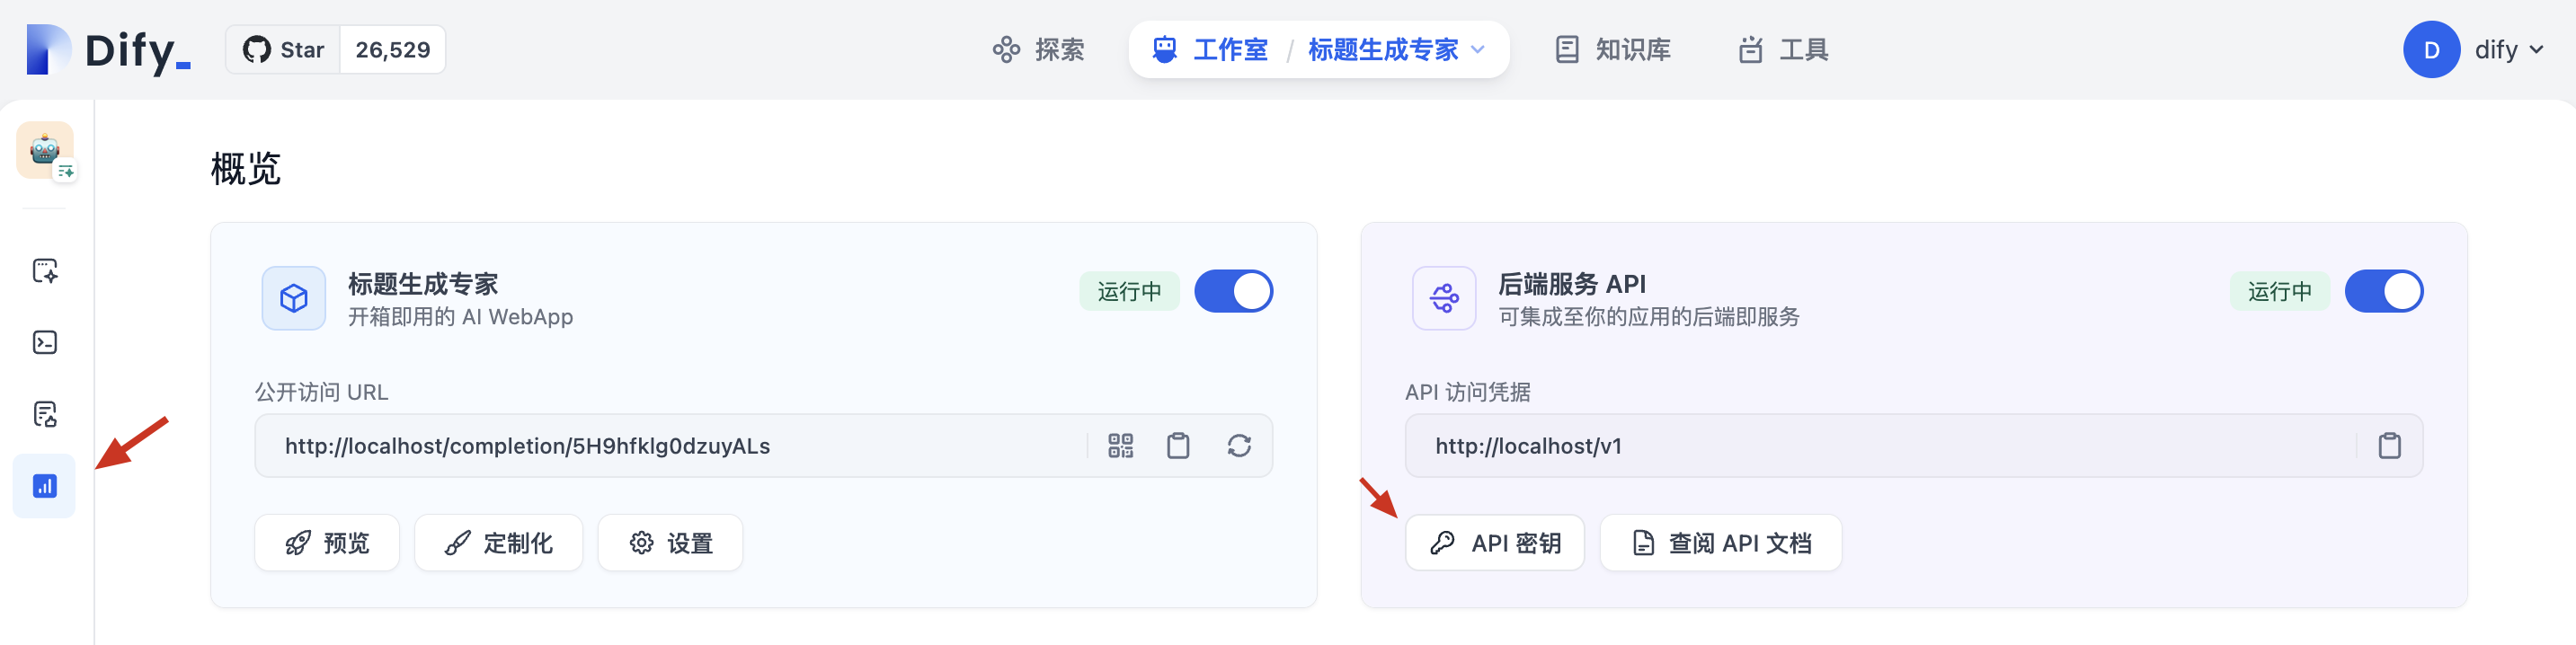 Dify_
Star 26,529
探索
工作室 / 标题生成专家
知识库
工具
D dify
概览
标题生成专家
开箱即用的 AI WebApp
运行中
公开访问 URL
http://localhost/completion/5H9hfklg0dzuyALs
预览
定制化
设置
后端服务 API
可集成至你的应用的后端即服务
运行中
API 访问凭据
http://localhost/v1
API 密钥
查阅 API 文档